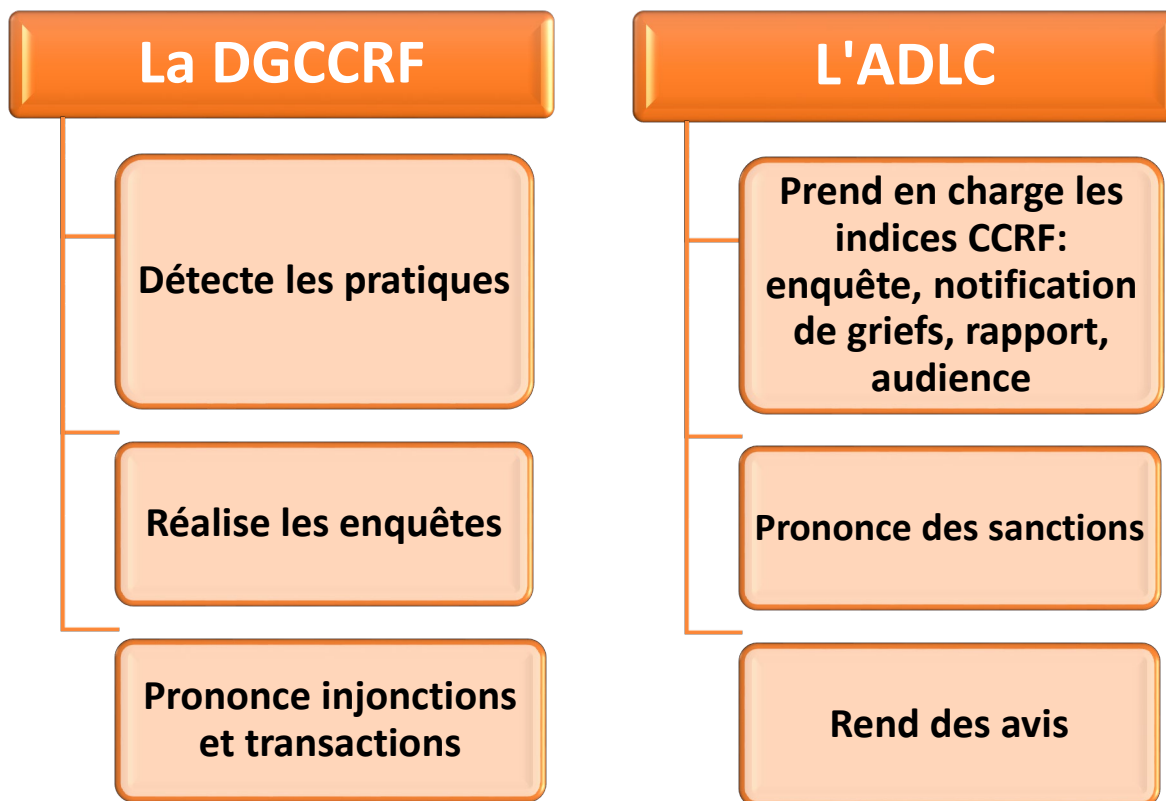 La DGCCRF
Détecte les pratiques
Réalise les enquêtes
Prononce injonctions
et transactions
L'ADLC
Prend en charge les
indices CCRF:
enquête, notification
de griefs, rapport,
audience
Prononce des sanctions
Rend des avis